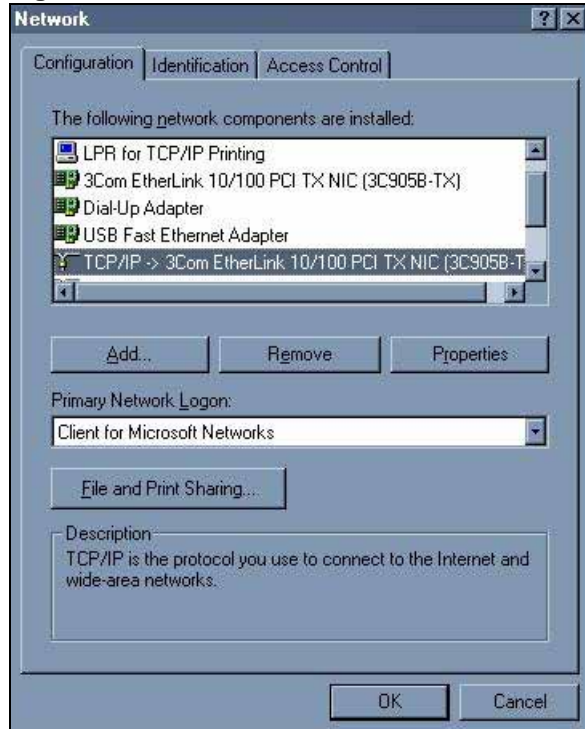 Network
Configuration Identification Access Control
The following network components are installed:
LPR for TCP/IP Printing
3Com EtherLink 10/100 PCI TX NIC (3C905B-TX)
Dial-Up Adapter
USB Fast Ethernet Adapter
TCP/IP -> 3Com EtherLink 10/100 PCI TX NIC (3C905B-T
Add... Remove Properties
Primary Network Logon:
Client for Microsoft Networks
File and Print Sharing...
Description
TCP/IP is the protocol you use to connect to the Internet and
wide-area networks.
OK Cancel